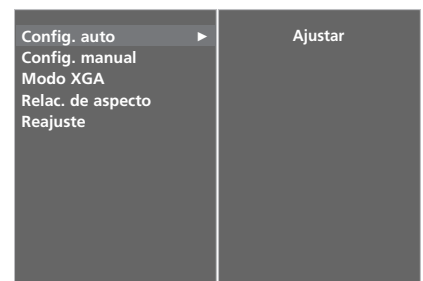 Config. auto ► Ajustar
Config. manual
Modo XGA
Relac. de aspecto
Reajuste